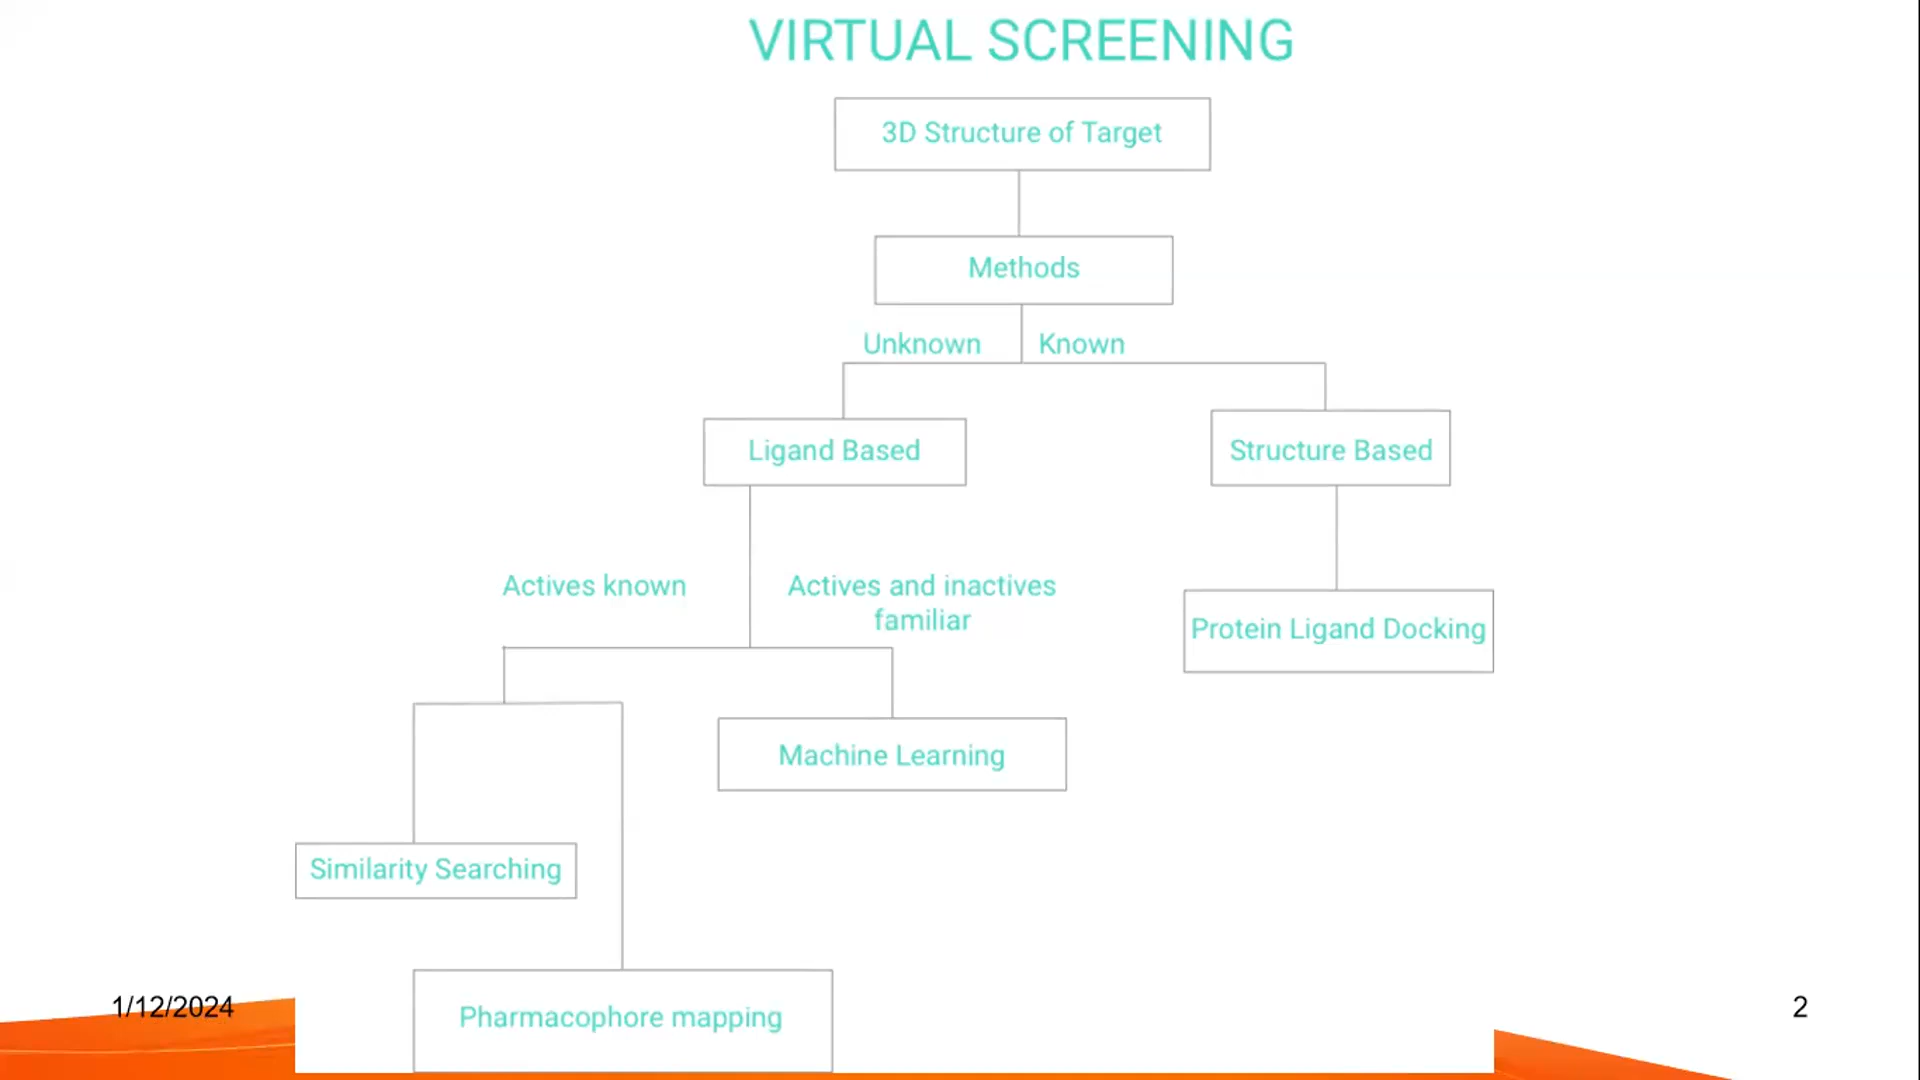 VIRTUAL SCREENING
3D Structure of Target
Methods
Unknown
Known
Ligand Based
Structure Based
Actives known
Actives and inactives
familiar
Protein Ligand Docking
Machine Learning
Similarity Searching
Pharmacophore mapping
1/12/2024
2